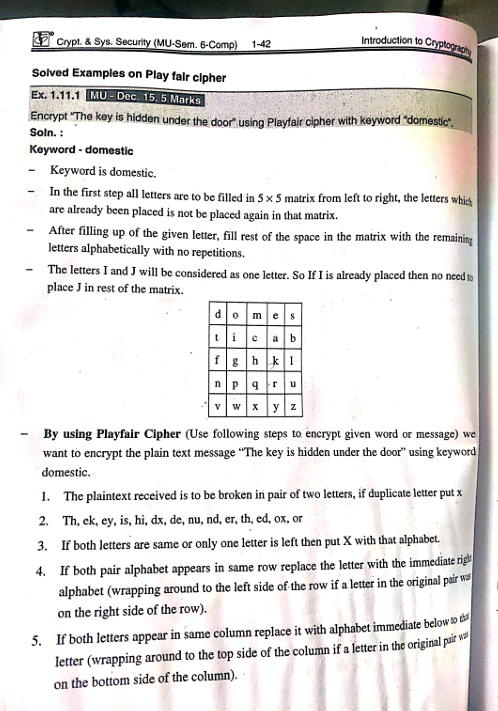 Crypt. & Sys. Security (MU-Sem. 6-Comp) 1-42 Introduction to Cryptography
Solved Examples on Play fair cipher
Ex. 1.11.1 MU - Dec. 15, 5 Marks
Encrypt "The key is hidden under the door" using Playfair cipher with keyword "domestic".
Soln. :
Keyword - domestic
– Keyword is domestic.
– In the first step all letters are to be filled in 5 × 5 matrix from left to right, the letters which
are already been placed is not be placed again in that matrix.
– After filling up of the given letter, fill rest of the space in the matrix with the remaining
letters alphabetically with no repetitions.
– The letters I and J will be considered as one letter. So If I is already placed then no need to
place J in rest of the matrix.
d o m e s
t i c a b
f g h k l
n p q r u
v w x y z
– By using Playfair Cipher (Use following steps to encrypt given word or message) we
want to encrypt the plain text message "The key is hidden under the door" using keyword
domestic.
1. The plaintext received is to be broken in pair of two letters, if duplicate letter put x
2. Th, ek, ey, is, hi, dx, de, nu, nd, er, th, ed, ox, or
3. If both letters are same or only one letter is left then put X with that alphabet.
4. If both pair alphabet appears in same row replace the letter with the immediate right
alphabet (wrapping around to the left side of the row if a letter in the original pair was
on the right side of the row).
5. If both letters appear in same column replace it with alphabet immediate below to that
letter (wrapping around to the top side of the column if a letter in the original pair was
on the bottom side of the column).